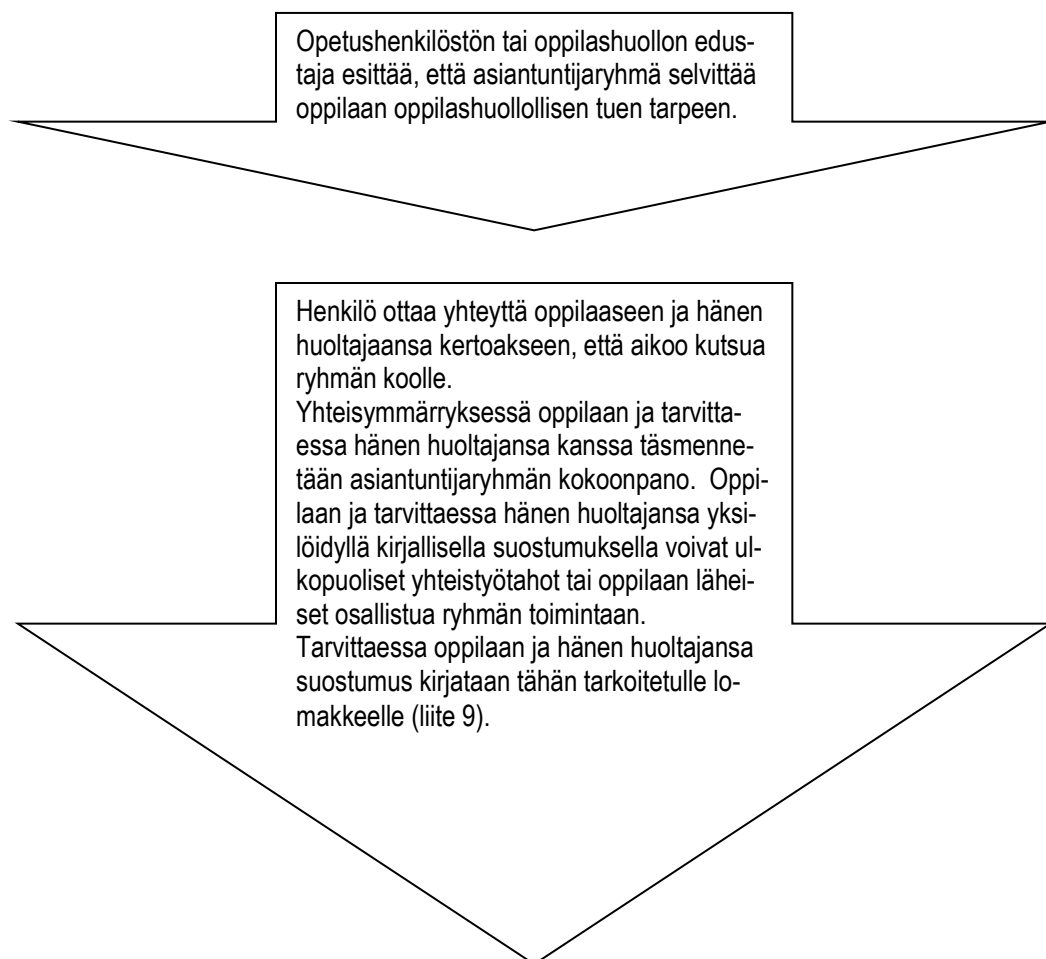 Opetushenkilöstön tai oppilashuollon edus-
taja esittää, että asiantuntijaryhmä selvittää
oppilaan oppilashuollollisen tuen tarpeen.
Henkilö ottaa yhteyttä oppilaaseen ja hänen
huoltajaansa kertoakseen, että aikoo kutsua
ryhmän koolle.
Yhteisymmärryksessä oppilaan ja tarvitta-
essa hänen huoltajansa kanssa täsmenne-
tään asiantuntijaryhmän kokoonpano. Oppi-
laan ja tarvittaessa hänen huoltajansa yksi-
löidyllä kirjallisella suostumuksella voivat ul-
kopuoliset yhteistyötahot tai oppilaan lähei-
set osallistua ryhmän toimintaan.
Tarvittaessa oppilaan ja hänen huoltajansa
suostumus kirjataan tähän tarkoitetulle lo-
makkeelle (liite 9).